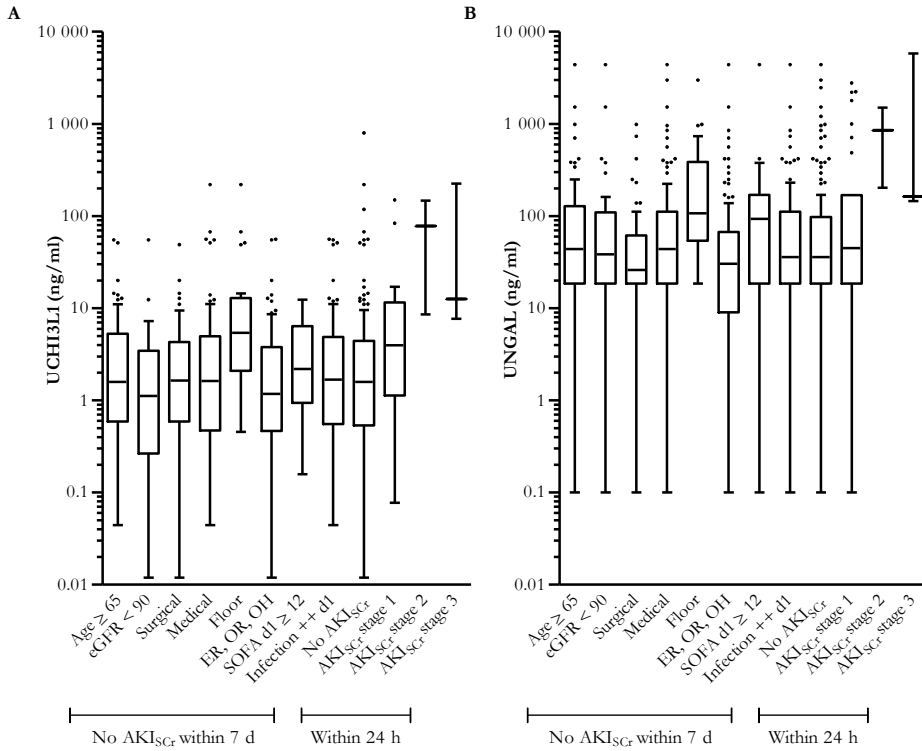 A
UCHI3L1 (ng/ml)
10 000
1 000
100
10
1
0.1
0.01
Age ≥ 65
eGFR < 90
Surgical
Medical
Floor
ER, OR, OH
SOFA d1 ≥ 12
Infection ++ d1
No AKISCr
AKISCr stage 1
AKISCr stage 2
AKISCr stage 3
No AKISCr within 7 d
Within 24 h
B
UNGAL (ng/ml)
10 000
1 000
100
10
1
0.1
0.01
Age ≥ 65
eGFR < 90
Surgical
Medical
Floor
ER, OR, OH
SOFA d1 ≥ 12
Infection ++ d1
No AKISCr
AKISCr stage 1
AKISCr stage 2
AKISCr stage 3
No AKISCr within 7 d
Within 24 h